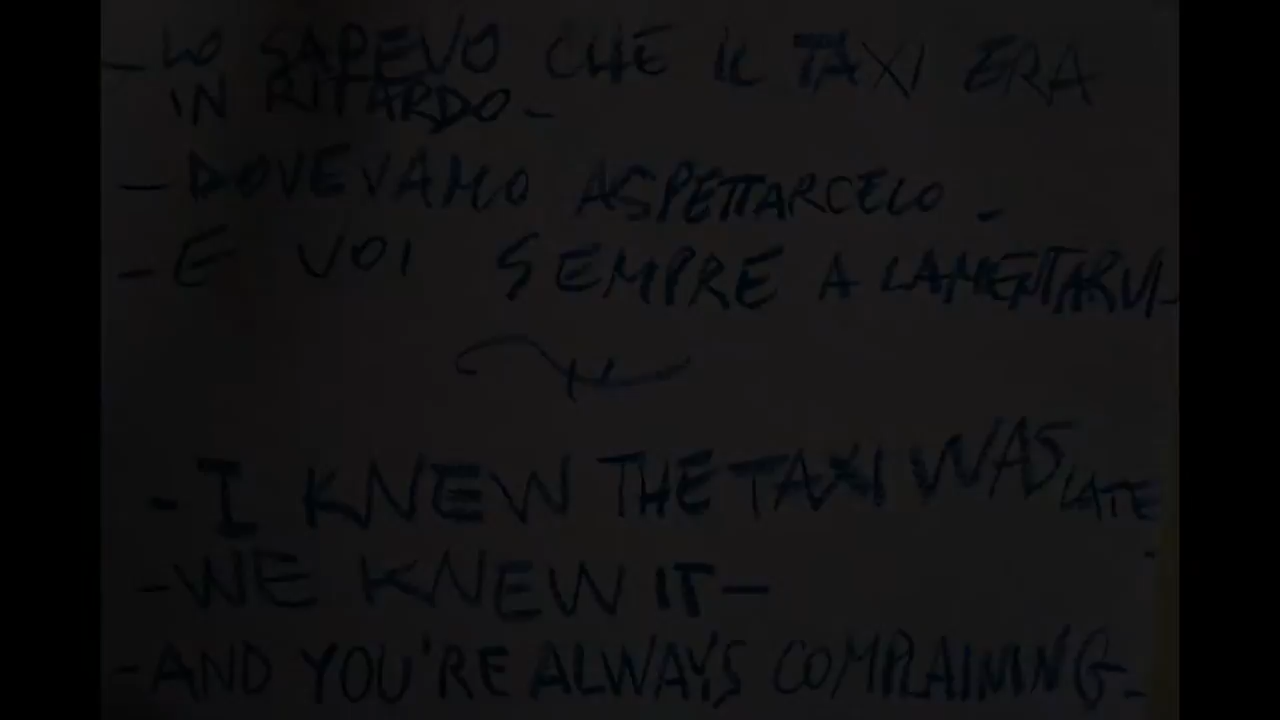 - LO SAPEVO CHE IL TAXI ERA
IN RITARDO -
- DOVEVAMO ASPETTARCELO -
- E VOI SEMPRE A LAMENTARVI -
- I KNEW THE TAXI WAS LATE.
- WE KNEW IT -
- AND YOU'RE ALWAYS COMPLAINING -